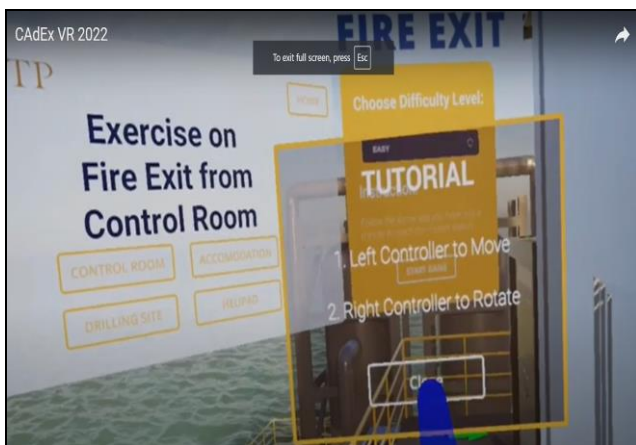 CAdEx VR 2022
To exit full screen, press Esc
TP
FIRE EXIT
HOME
Exercise on
Fire Exit from
Control Room
CONTROL ROOM
ACCOMODATION
DRILLING SITE
HELIPAD
Choose Difficulty Level:
EASY
TUTORIAL
Instruction
1. Left Controller to Move
START GAME
2. Right Controller to Rotate
Close